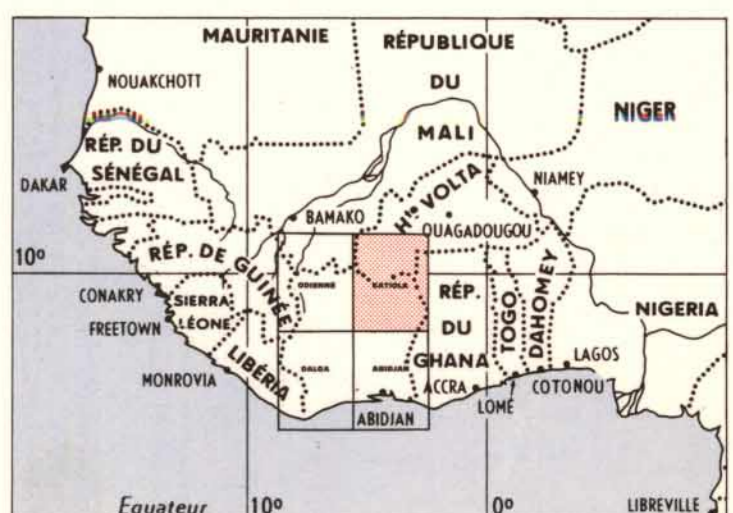 MAURITANIE
RÉPUBLIQUE
DU
MALI
NOUAKCHOTT
NIGER
RÉP. DU
SÉNÉGAL
DAKAR
NIAMEY
BAMAKO
Hte VOLTA
OUAGADOUGOU
10°
RÉP. DE GUINÉE
ODIENNE
KATIOLA
RÉP.
DU
GHANA
TOGO
DAHOMEY
NIGERIA
CONAKRY
SIERRA
LÉONE
FREETOWN
LIBÉRIA
MONROVIA
DALOA
ABIDJAN
LAGOS
ACCRA
COTONOU
LOMÉ
ABIDJAN
Equateur
10°
0°
LIBREVILLE